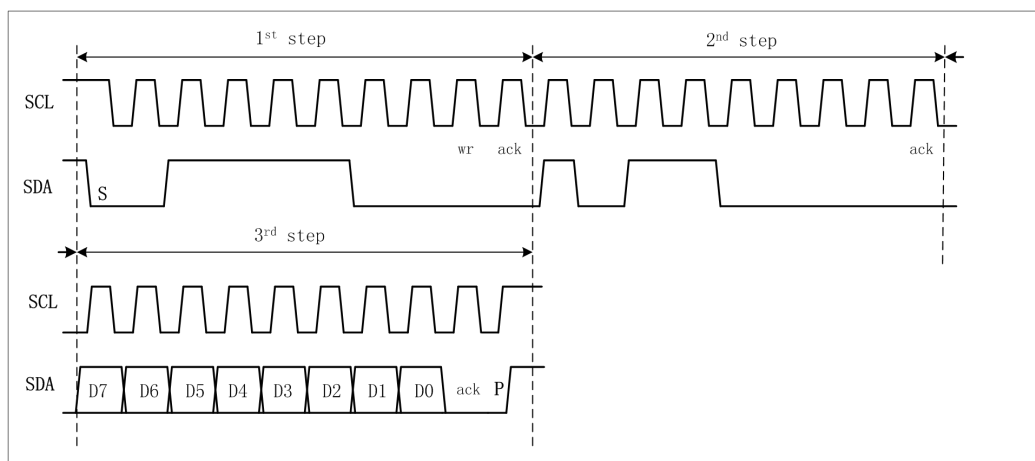 1st step 2nd step
SCL
wr ack ack
SDA S
3rd step
SCL
SDA D7 D6 D5 D4 D3 D2 D1 D0 ack P